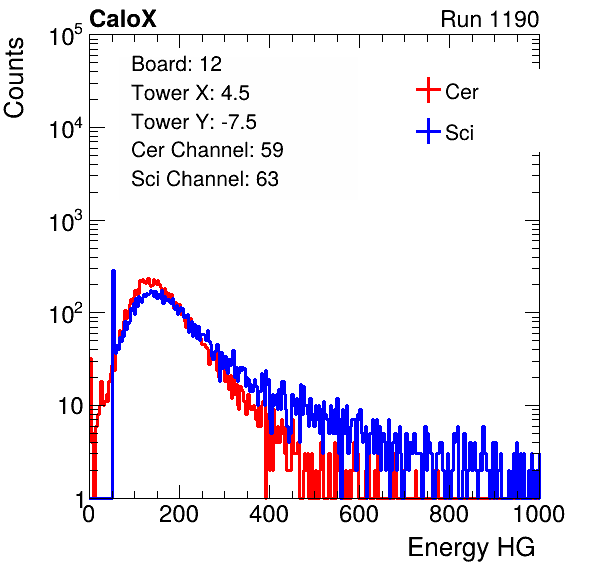 CaloX Run 1190
Counts
Board: 12
Tower X: 4.5
Tower Y: -7.5
Cer Channel: 59
Sci Channel: 63
Cer
Sci
10^5
10^4
10^3
10^2
10
1
0 200 400 600 800 1000
Energy HG